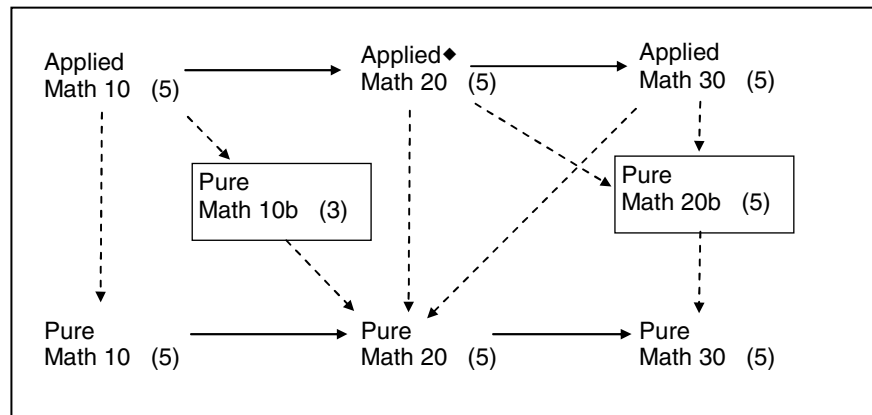 Applied
Math 10 (5)
Applied◆
Math 20 (5)
Applied
Math 30 (5)
Pure
Math 10b (3)
Pure
Math 20b (5)
Pure
Math 10 (5)
Pure
Math 20 (5)
Pure
Math 30 (5)